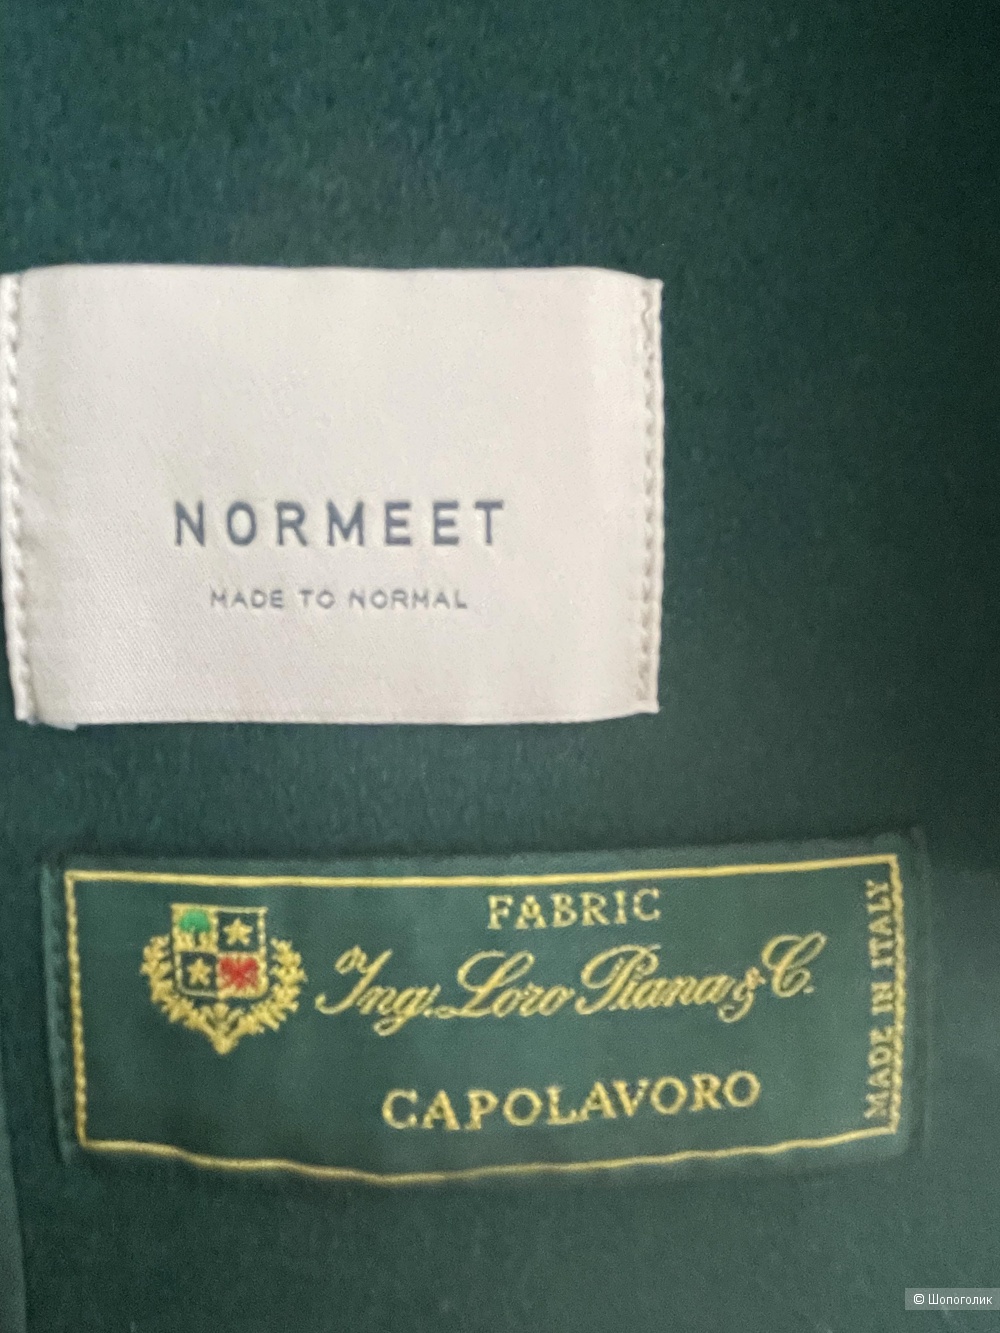 NORMEET
MADE TO NORMAL
FABRIC
Ing. Loro Piana & C.
CAPOLAVORO
MADE IN ITALY
© Шопоголик